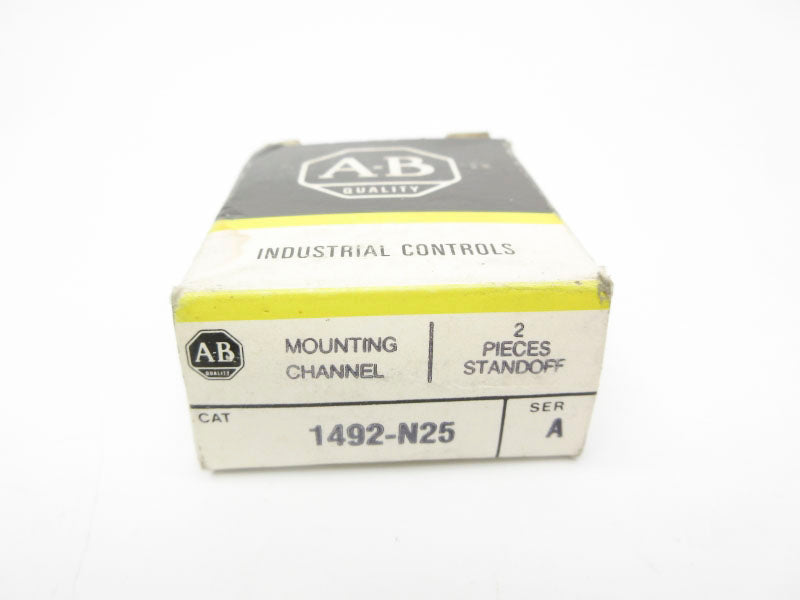 A-B
QUALITY
INDUSTRIAL CONTROLS
A-B
QUALITY
MOUNTING
CHANNEL
2
PIECES
STANDOFF
CAT
1492-N25
SER
A